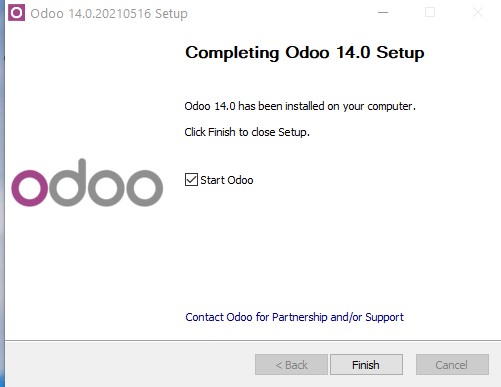 Odoo 14.0.20210516 Setup
Completing Odoo 14.0 Setup
Odoo 14.0 has been installed on your computer.
Click Finish to close Setup.
odoo
Start Odoo
Contact Odoo for Partnership and/or Support
< Back
Finish
Cancel